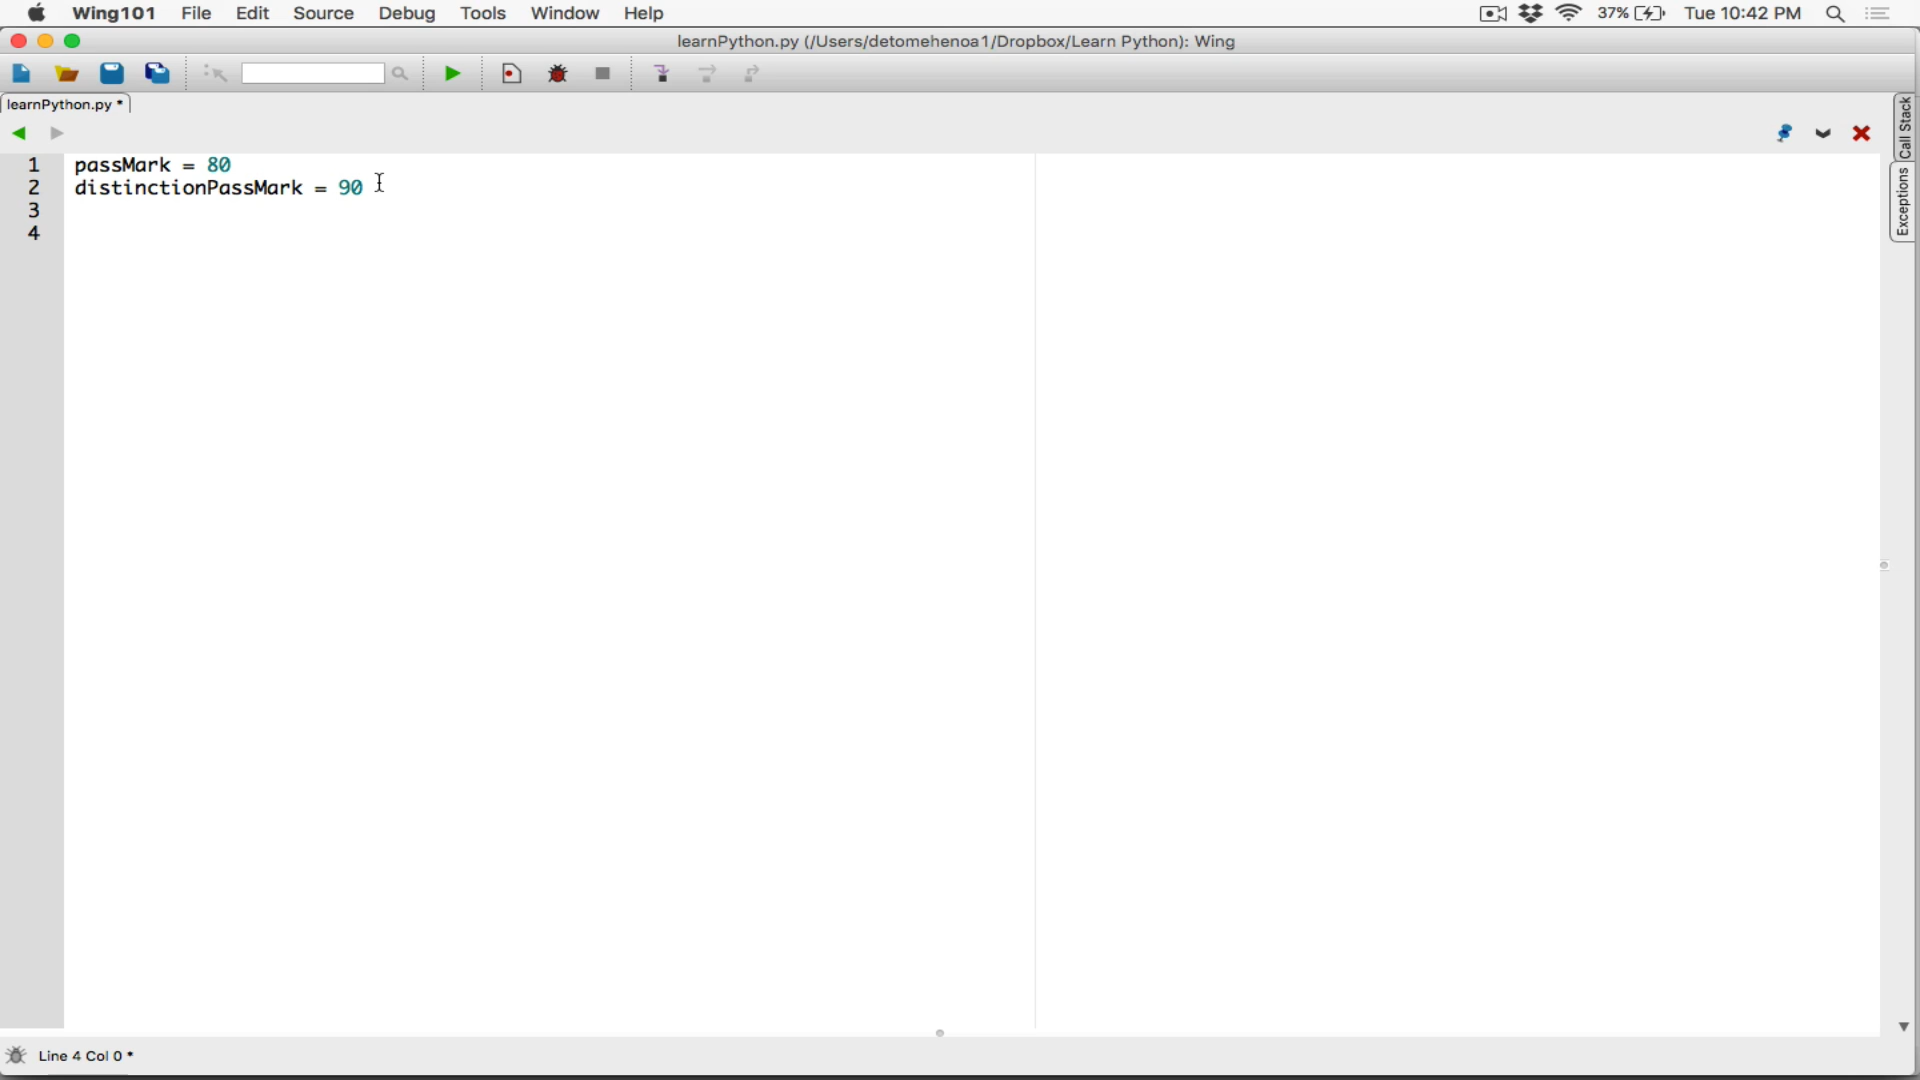 Wing101 File Edit Source Debug Tools Window Help 37% Tue 10:42 PM
learnPython.py (/Users/detomehenoa1/Dropbox/Learn Python): Wing
learnPython.py *
Call Stack
Exceptions
1 passMark = 80
2 distinctionPassMark = 90
3
4
Line 4 Col 0 *